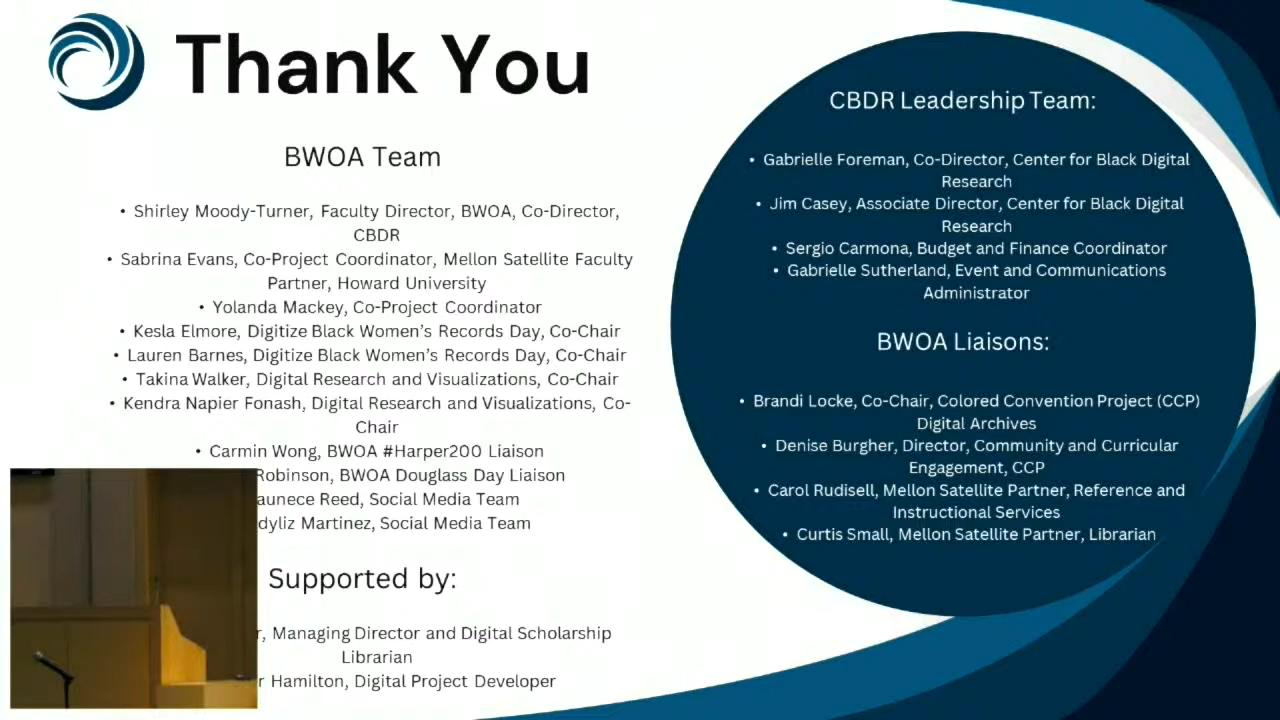 Thank You
BWOA Team
• Shirley Moody-Turner, Faculty Director, BWOA, Co-Director,
CBDR
• Sabrina Evans, Co-Project Coordinator, Mellon Satellite Faculty
Partner, Howard University
• Yolanda Mackey, Co-Project Coordinator
• Kesla Elmore, Digitize Black Women's Records Day, Co-Chair
• Lauren Barnes, Digitize Black Women's Records Day, Co-Chair
• Takina Walker, Digital Research and Visualizations, Co-Chair
• Kendra Napier Fonash, Digital Research and Visualizations, Co-
Chair
• Carmin Wong, BWOA #Harper200 Liaison
Robinson, BWOA Douglass Day Liaison
Reed, Social Media Team
Martinez, Social Media Team
Supported by:
Managing Director and Digital Scholarship
Librarian
Hamilton, Digital Project Developer
CBDR Leadership Team:
• Gabrielle Foreman, Co-Director, Center for Black Digital
Research
• Jim Casey, Associate Director, Center for Black Digital
Research
• Sergio Carmona, Budget and Finance Coordinator
• Gabrielle Sutherland, Event and Communications
Administrator
BWOA Liaisons:
• Brandi Locke, Co-Chair, Colored Convention Project (CCP)
Digital Archives
• Denise Burgher, Director, Community and Curricular
Engagement, CCP
• Carol Rudisell, Mellon Satellite Partner, Reference and
Instructional Services
• Curtis Small, Mellon Satellite Partner, Librarian